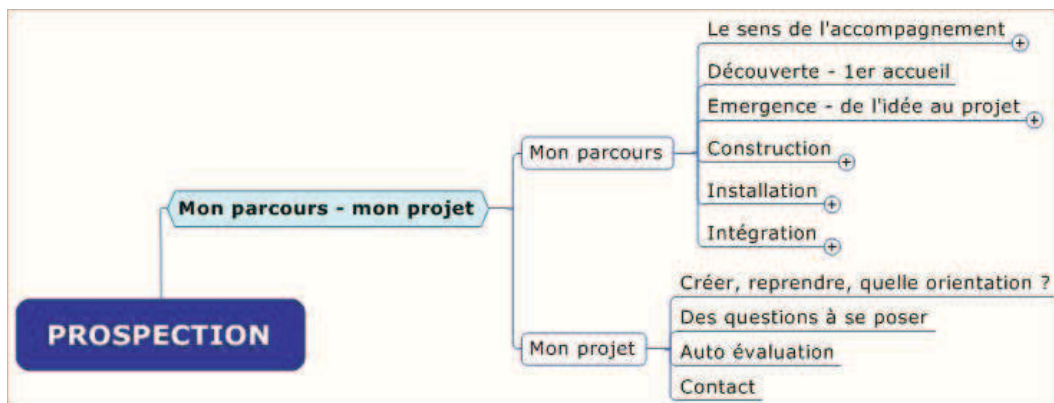 PROSPECTION
Mon parcours - mon projet
Mon parcours
Le sens de l'accompagnement
Découverte - 1er accueil
Emergence - de l'idée au projet
Construction
Installation
Intégration
Mon projet
Créer, reprendre, quelle orientation ?
Des questions à se poser
Auto évaluation
Contact